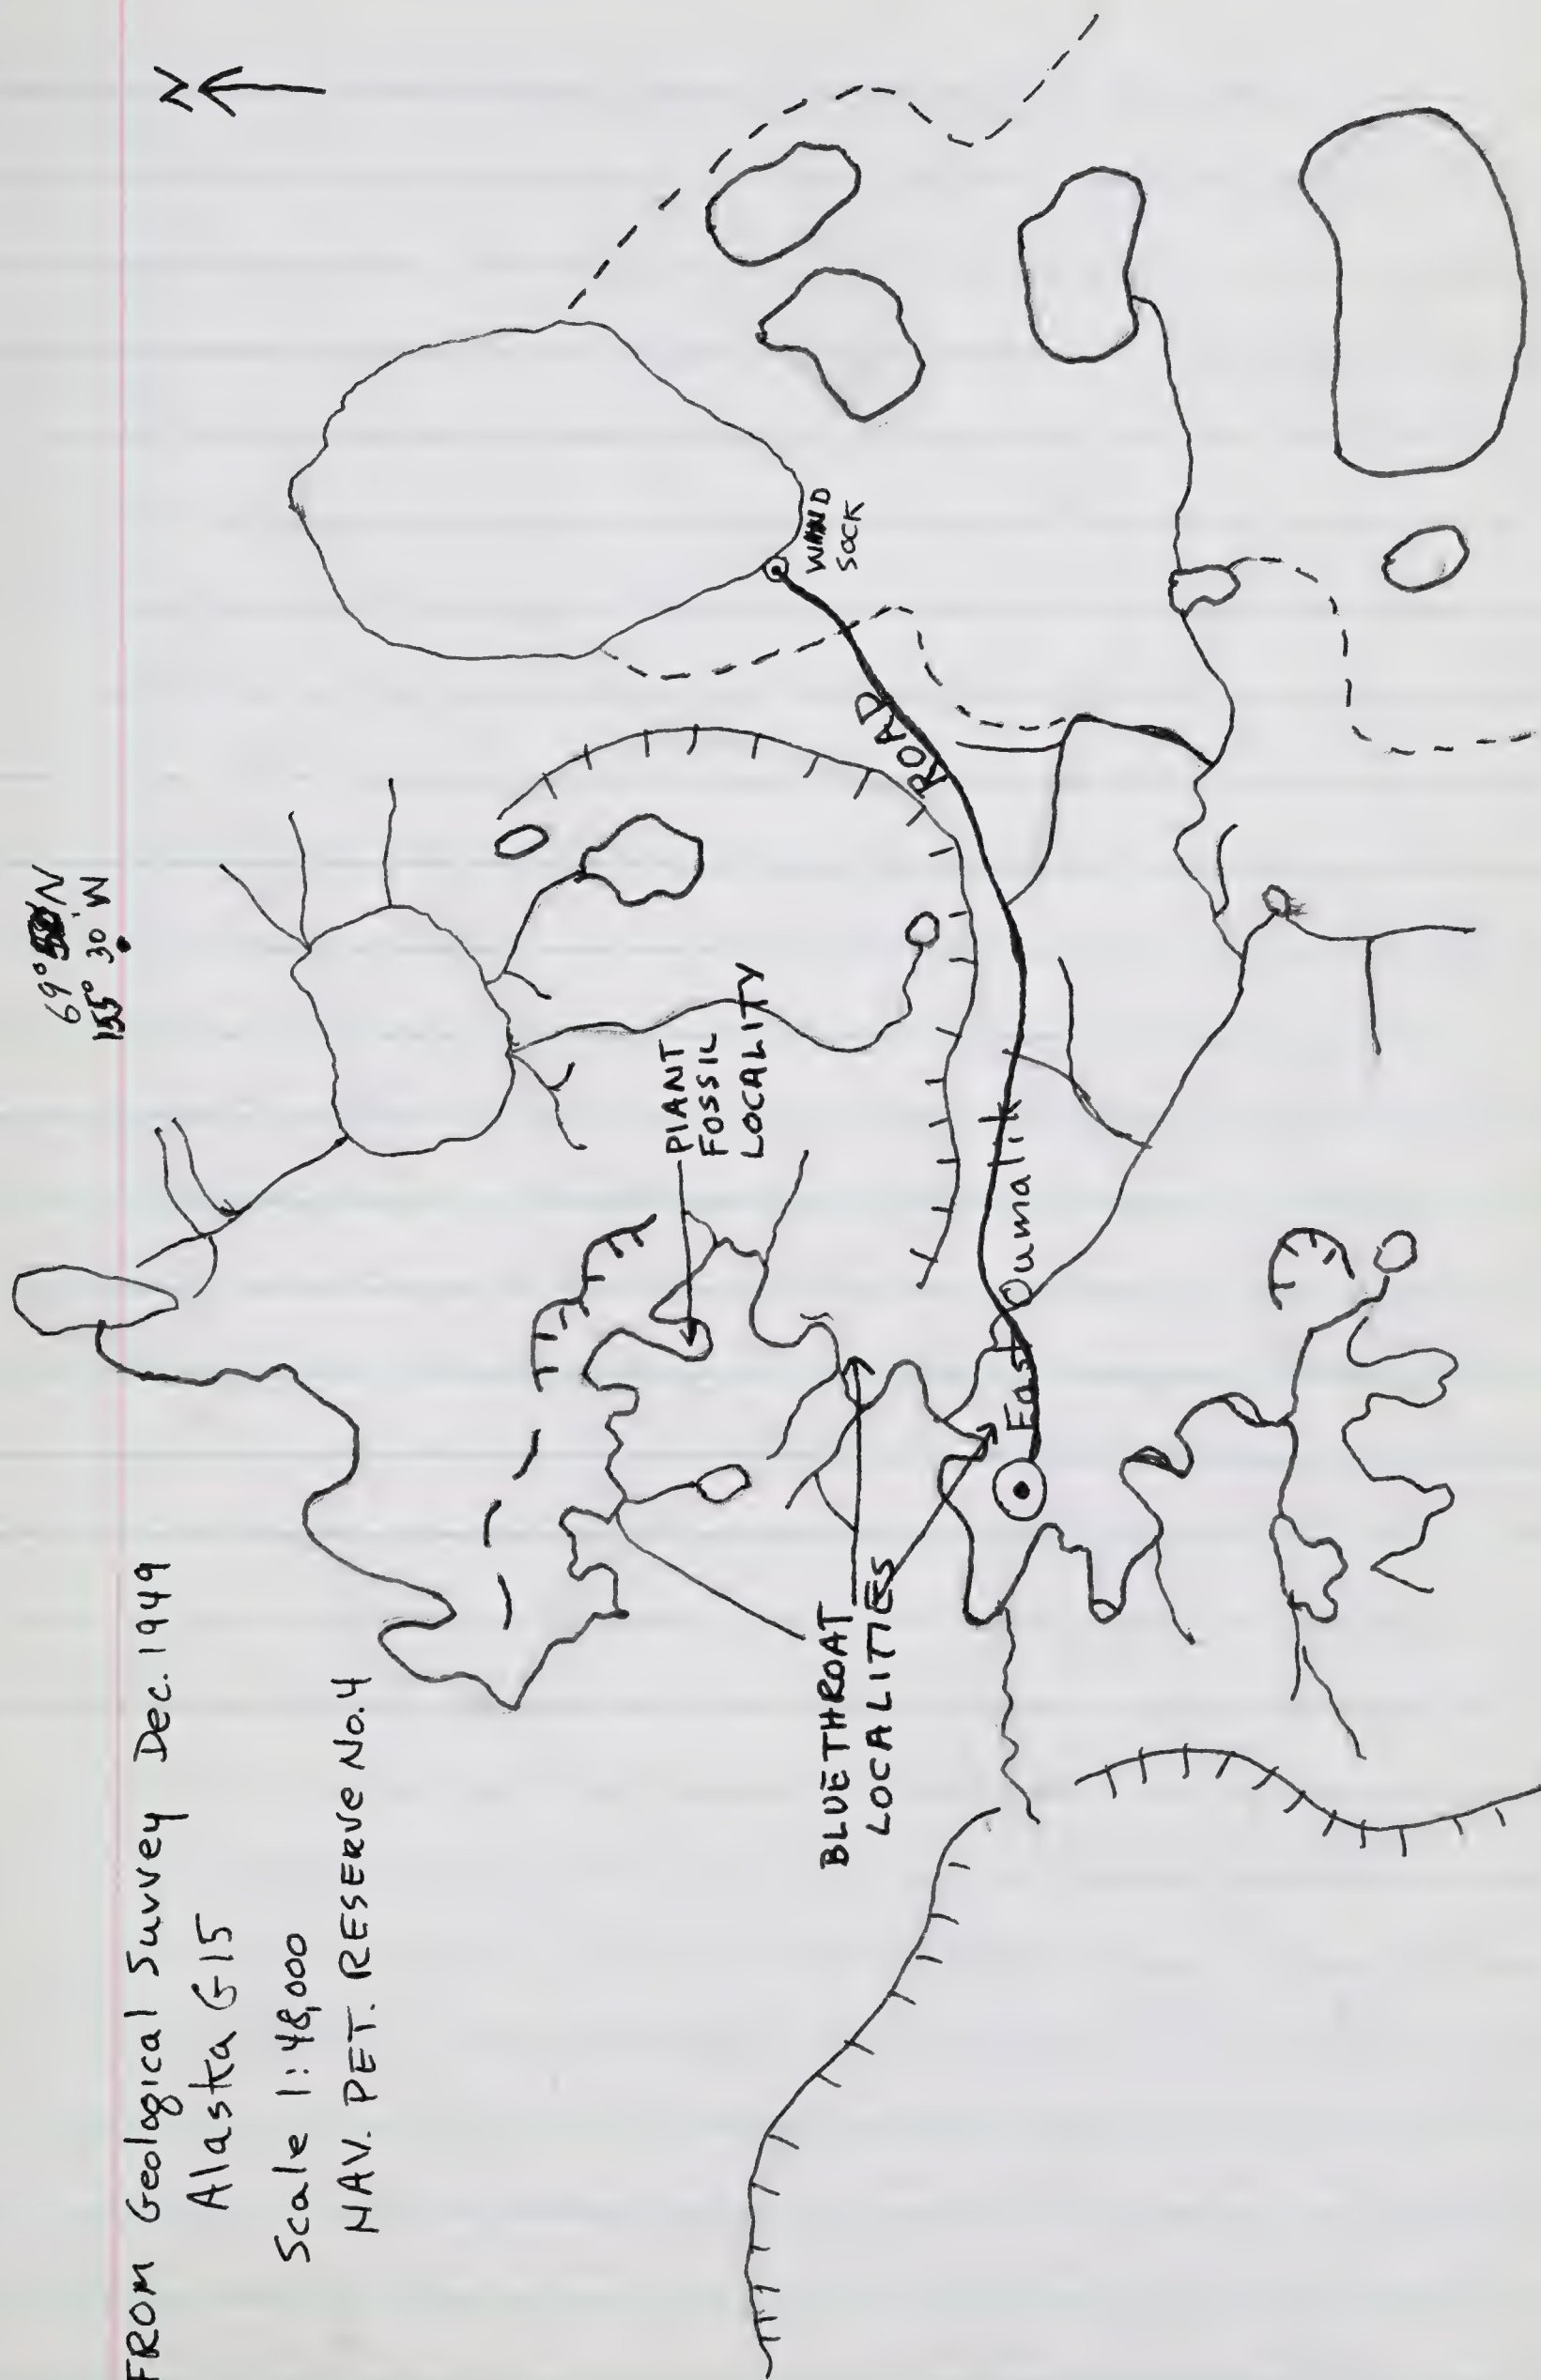 FROM Geological Survey Dec. 1949
Alaska G15
Scale 1:48,000
NAV. PET. RESERVE No. 4
69° N
155° 30' W
N
PLANT
FOSSIL
LOCALITY
WIND
SOCK
ROAD
East Oumalik
BLUETHROAT
LOCALITIES